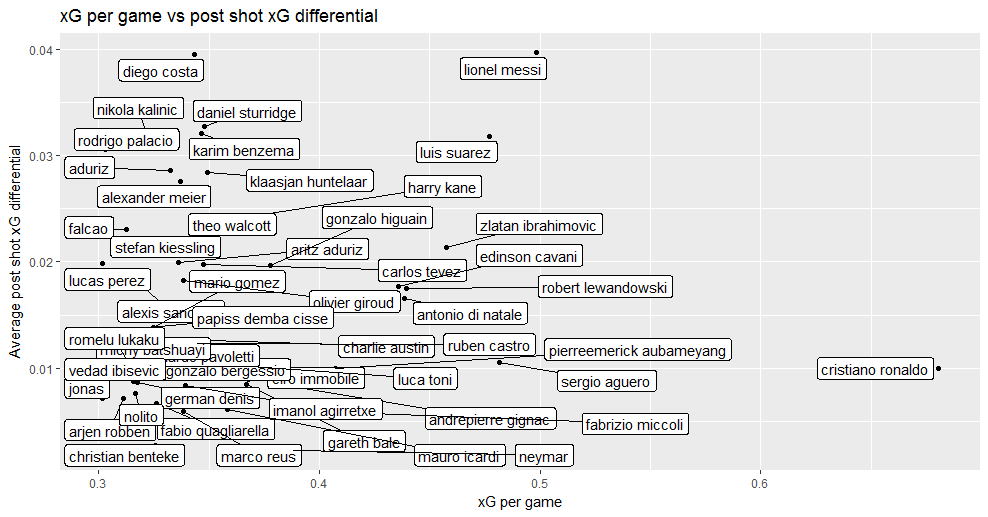 xG per game vs post shot xG differential
0.04
diego costa
lionel messi
nikola kalinic
daniel sturridge
rodrigo palacio
karim benzema
luis suarez
0.03
aduriz
klaasjan huntelaar
harry kane
alexander meier
theo walcott
gonzalo higuain
falcao
zlatan ibrahimovic
stefan kiessling
aritz aduriz
edinson cavani
0.02
carlos tevez
lucas perez
mario gomez
robert lewandowski
olivier giroud
alexis
antonio di natale
papiss demba cisse
romelu lukaku
ruben castro
charlie austin
pierreemerick aubameyang
pavoletti
vedad ibisevic
gonzalo bergessio
0.01
cristiano ronaldo
ciro immobile
luca toni
sergio aguero
jonas
german denis
imanol agirretxe
nolito
andrepierre gignac
fabrizio miccoli
arjen robben
fabio quagliarella
gareth bale
christian benteke
marco reus
mauro icardi
neymar
0.3
0.4
0.5
0.6
xG per game
Average post shot xG differential